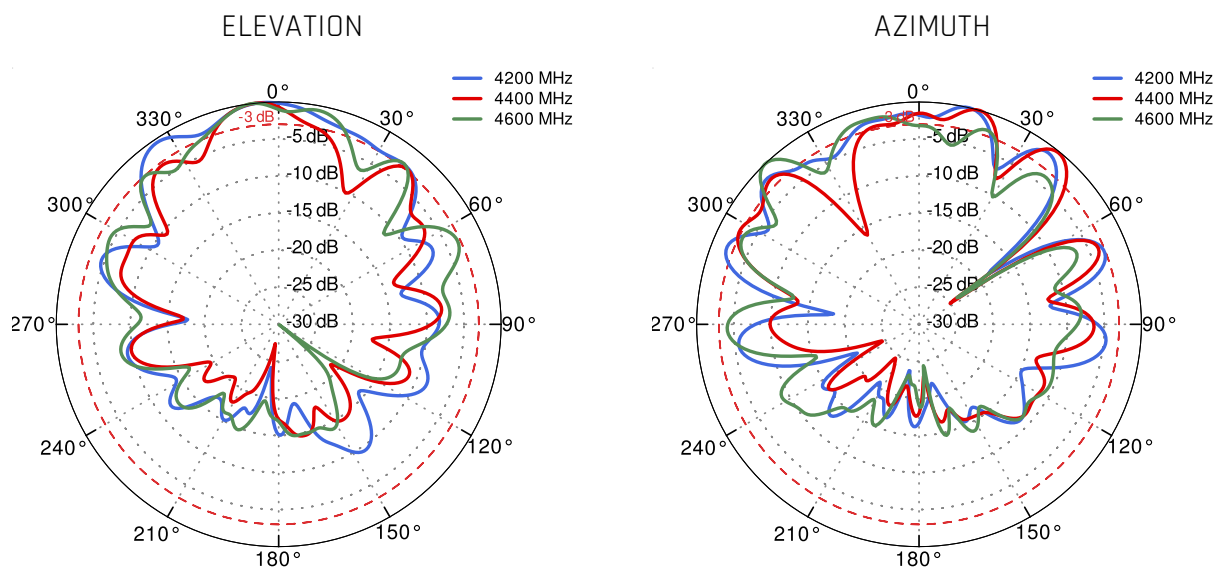 ELEVATION
4200 MHz
4400 MHz
4600 MHz
0°
30°
60°
90°
120°
150°
180°
210°
240°
270°
300°
330°
-3 dB
-5 dB
-10 dB
-15 dB
-20 dB
-25 dB
-30 dB
AZIMUTH
4200 MHz
4400 MHz
4600 MHz
0°
30°
60°
90°
120°
150°
180°
210°
240°
270°
300°
330°
-3 dB
-5 dB
-10 dB
-15 dB
-20 dB
-25 dB
-30 dB